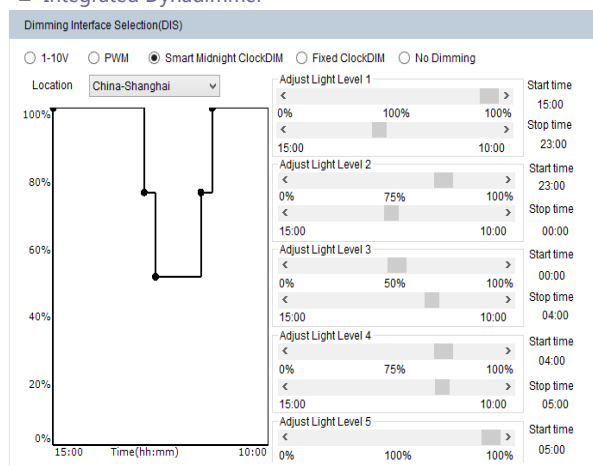 Integrated Dynadimmer
Dimming Interface Selection(DIS)
1-10V PWM Smart Midnight ClockDIM Fixed ClockDIM No Dimming
Location China-Shanghai
100%
80%
60%
40%
20%
0%
15:00 Time(hh:mm) 10:00
Adjust Light Level 1
0% 100% 100%
15:00 10:00
Start time
15:00
Stop time
23:00
Adjust Light Level 2
0% 75% 100%
15:00 10:00
Start time
23:00
Stop time
00:00
Adjust Light Level 3
0% 50% 100%
15:00 10:00
Start time
00:00
Stop time
04:00
Adjust Light Level 4
0% 75% 100%
15:00 10:00
Start time
04:00
Stop time
05:00
Adjust Light Level 5
0% 100% 100%
Start time
05:00